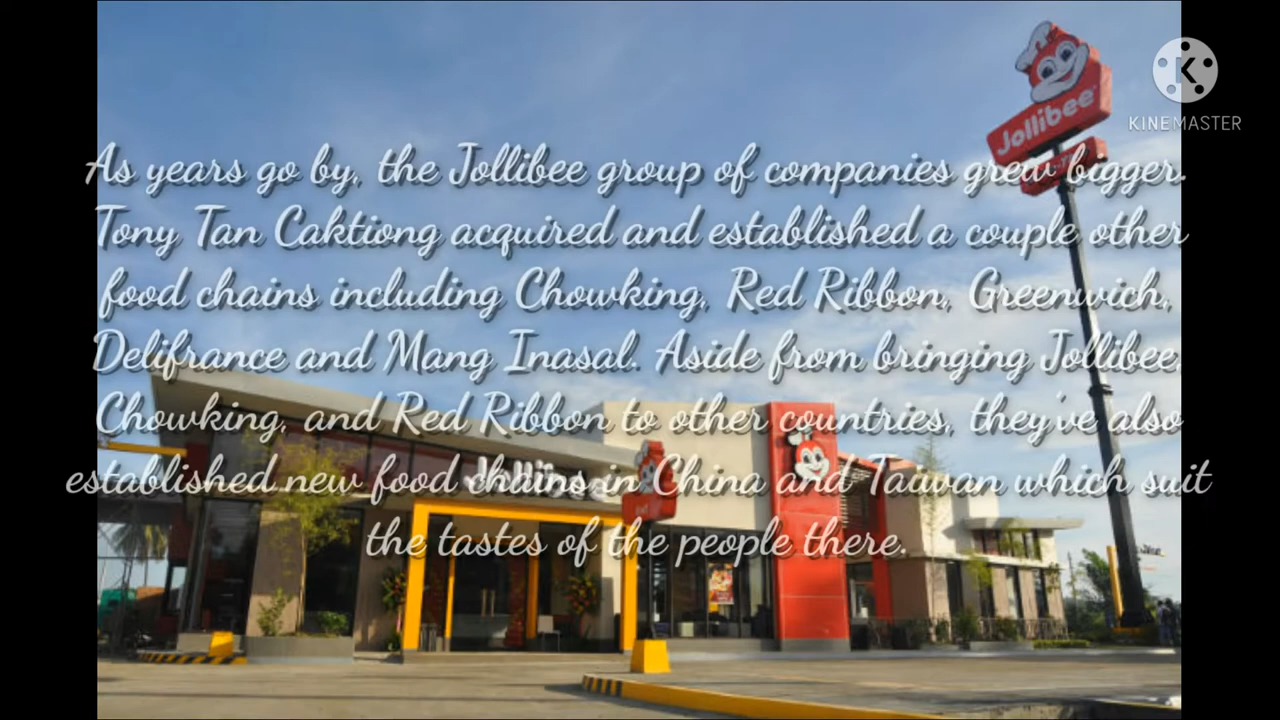 KINEMASTER
Jollibee
As years go by, the Jollibee group of companies grew bigger.
Tony Tan Caktiong acquired and established a couple other
food chains including Chowking, Red Ribbon, Greenwich,
Delifrance and Mang Inasal. Aside from bringing Jollibee,
Chowking, and Red Ribbon to other countries, they've also
established new food chains in China and Taiwan which suit
the tastes of the people there.
Jollibee